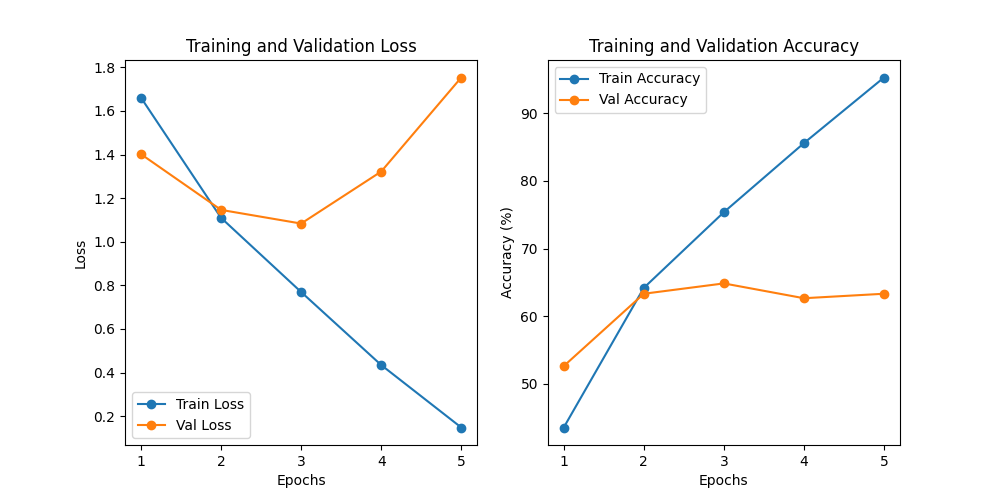 Training and Validation Loss
Loss
1.8
1.6
1.4
1.2
1.0
0.8
0.6
0.4
0.2
Train Loss
Val Loss
1 2 3 4 5
Epochs
Training and Validation Accuracy
Accuracy (%)
90
80
70
60
50
Train Accuracy
Val Accuracy
1 2 3 4 5
Epochs